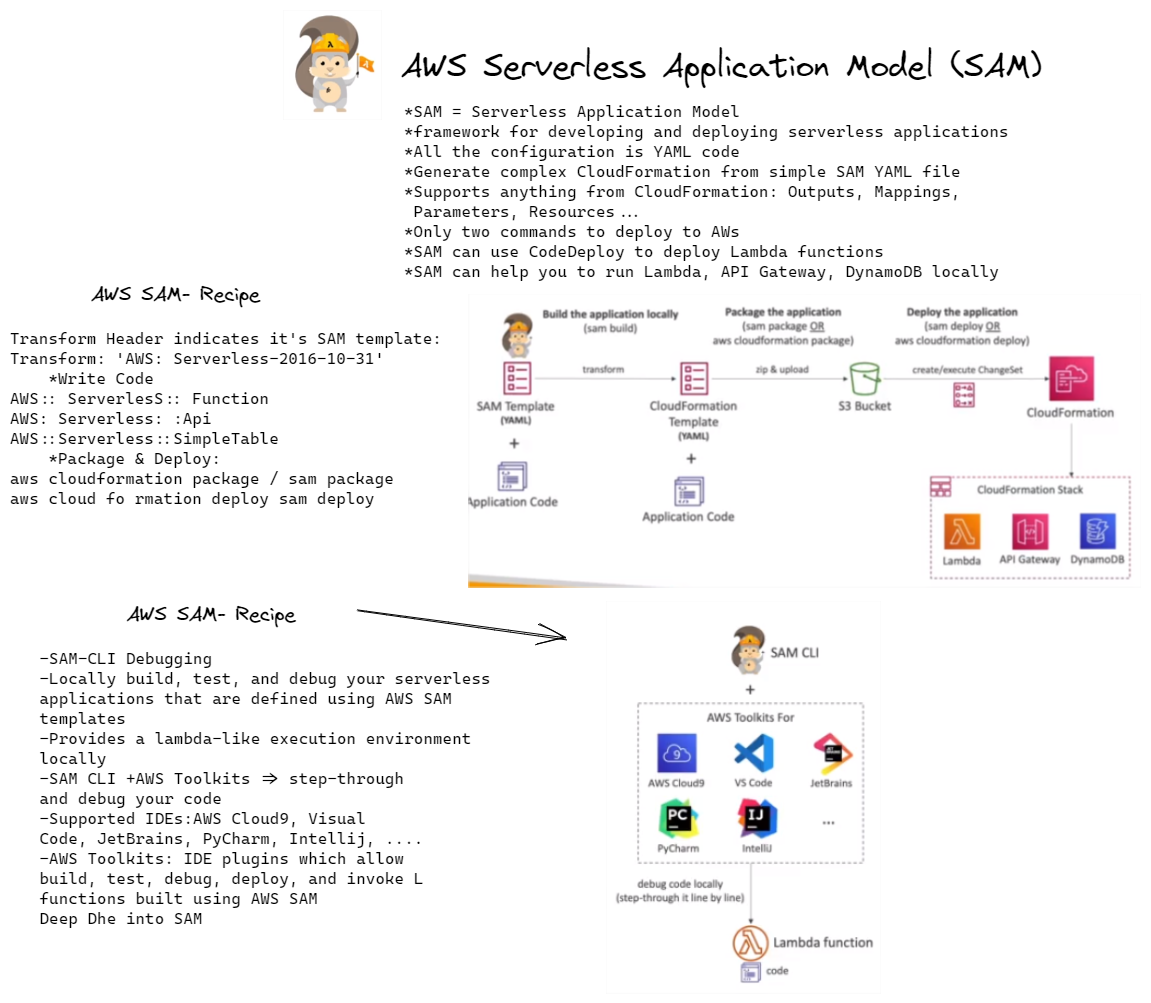 AWS Serverless Application Model (SAM)
*SAM = Serverless Application Model
*framework for developing and deploying serverless applications
*All the configuration is YAML code
*Generate complex CloudFormation from simple SAM YAML file
*Supports anything from CloudFormation: Outputs, Mappings,
Parameters, Resources ...
*Only two commands to deploy to AWs
*SAM can use CodeDeploy to deploy Lambda functions
*SAM can help you to run Lambda, API Gateway, DynamoDB locally
AWS SAM- Recipe
Transform Header indicates it's SAM template:
Transform: 'AWS: Serverless-2016-10-31'
*Write Code
AWS:: ServerlesS:: Function
AWS: Serverless: :Api
AWS::Serverless::SimpleTable
*Package & Deploy:
aws cloudformation package / sam package
aws cloud fo rmation deploy sam deploy
Build the application locally
(sam build)
Package the application
(sam package OR
aws cloudformation package)
Deploy the application
(sam deploy OR
aws cloudformation deploy)
transform
zip & upload
create/execute ChangeSet
SAM Template
(YAML)
+
Application Code
CloudFormation
Template
(YAML)
+
Application Code
S3 Bucket
CloudFormation
CloudFormation Stack
Lambda
API Gateway
DynamoDB
AWS SAM- Recipe
-SAM-CLI Debugging
-Locally build, test, and debug your serverless
applications that are defined using AWS SAM
templates
-Provides a lambda-like execution environment
locally
-SAM CLI +AWS Toolkits => step-through
and debug your code
-Supported IDEs:AWS Cloud9, Visual
Code, JetBrains, PyCharm, Intellij, ....
-AWS Toolkits: IDE plugins which allow
build, test, debug, deploy, and invoke L
functions built using AWS SAM
Deep Dhe into SAM
SAM CLI
+
AWS Toolkits For
9
AWS Cloud9
VS Code
JET BRAINS
JetBrains
PC
PyCharm
IJ
IntelliJ
...
debug code locally
(step-through it line by line)
Lambda function
code